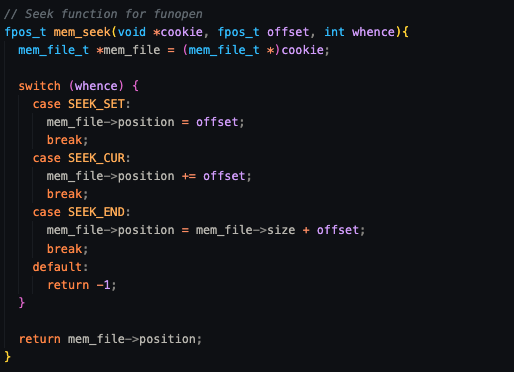 // Seek function for funopen
fpos_t mem_seek(void *cookie, fpos_t offset, int whence){
  mem_file_t *mem_file = (mem_file_t *)cookie;

  switch (whence) {
    case SEEK_SET:
      mem_file->position = offset;
      break;
    case SEEK_CUR:
      mem_file->position += offset;
      break;
    case SEEK_END:
      mem_file->position = mem_file->size + offset;
      break;
    default:
      return -1;
  }

  return mem_file->position;
}